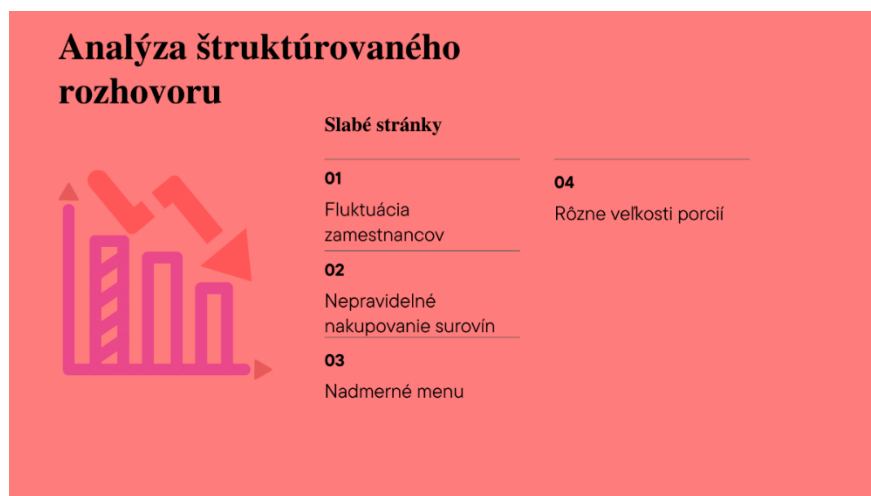 Analýza štruktúrovaného
rozhovoru
Slabé stránky
01
Fluktuácia
zamestnancov
02
Nepravidelné
nakupovanie surovín
03
Nadmerné menu
04
Rôzne veľkosti porcií